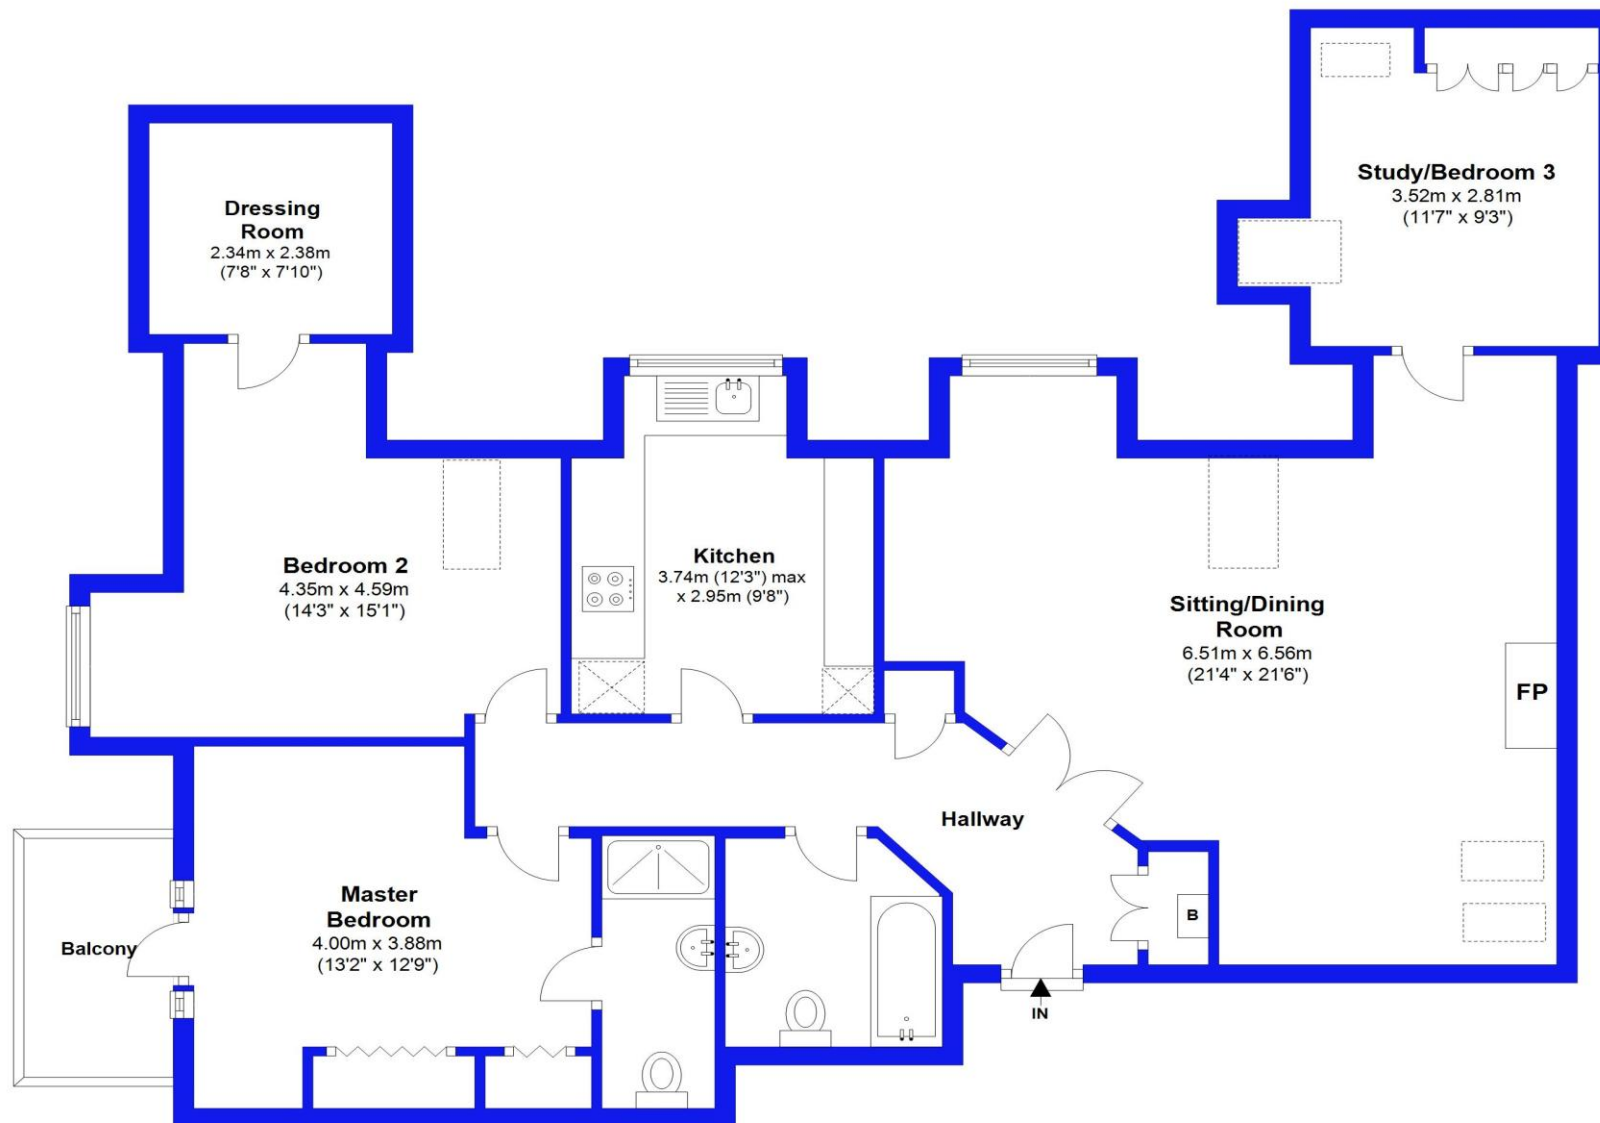 Study/Bedroom 3
3.52m x 2.81m
(11'7" x 9'3")
Dressing
Room
2.34m x 2.38m
(7'8" x 7'10")
Bedroom 2
4.35m x 4.59m
(14'3" x 15'1")
Kitchen
3.74m (12'3") max
x 2.95m (9'8")
Sitting/Dining
Room
6.51m x 6.56m
(21'4" x 21'6")
FP
Hallway
Master
Bedroom
4.00m x 3.88m
(13'2" x 12'9")
Balcony
B
IN